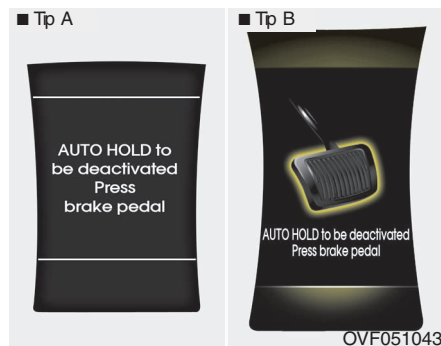 ■ Tip A
AUTO HOLD to
be deactivated
Press
brake pedal
■ Tip B
AUTO HOLD to be deactivated
Press brake pedal
OVF051043